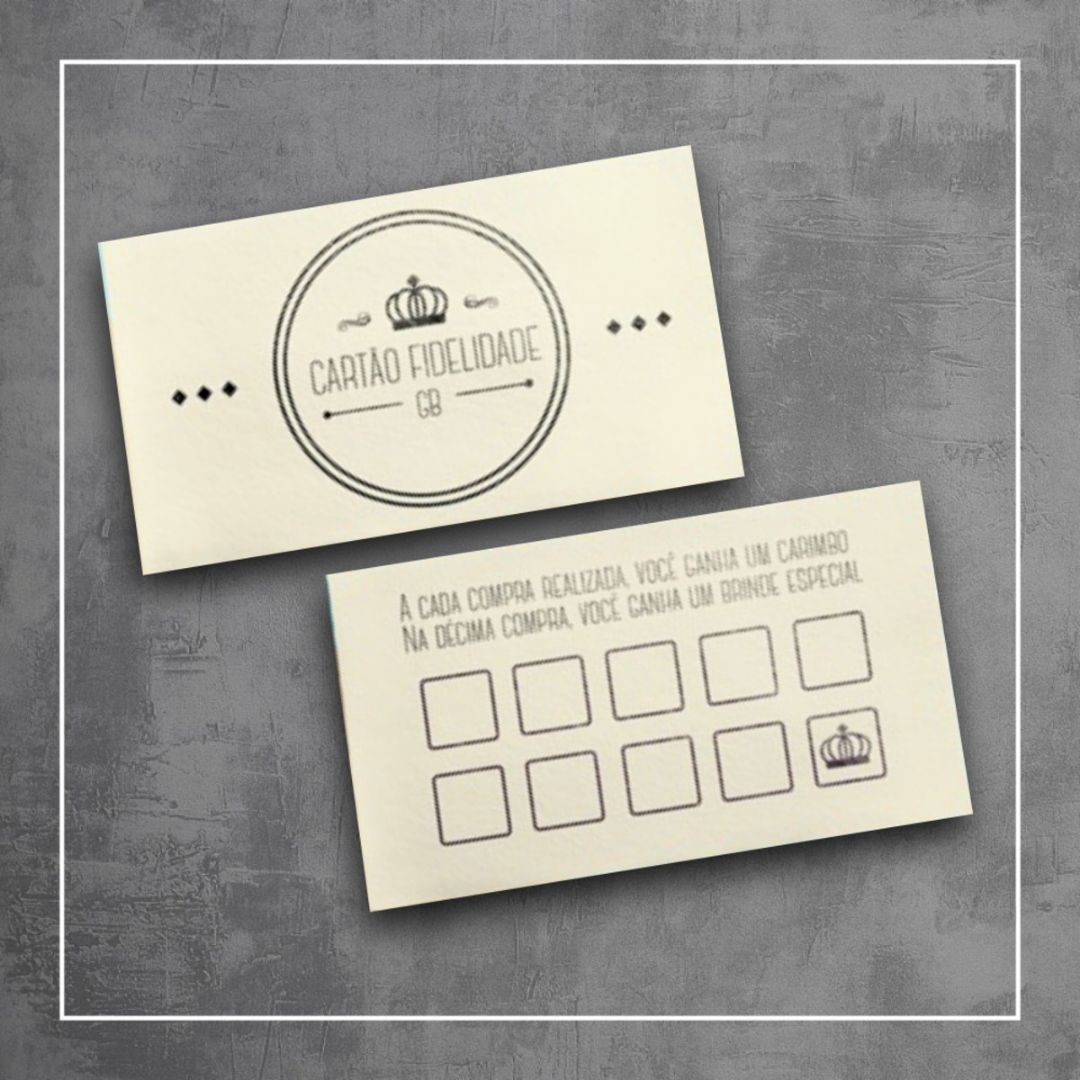 CARTÃO FIDELIDADE
GB
A CADA COMPRA REALIZADA, VOCÊ GANHA UM CARIMBO
NA DÉCIMA COMPRA, VOCÊ GANHA UM BRINDE ESPECIAL